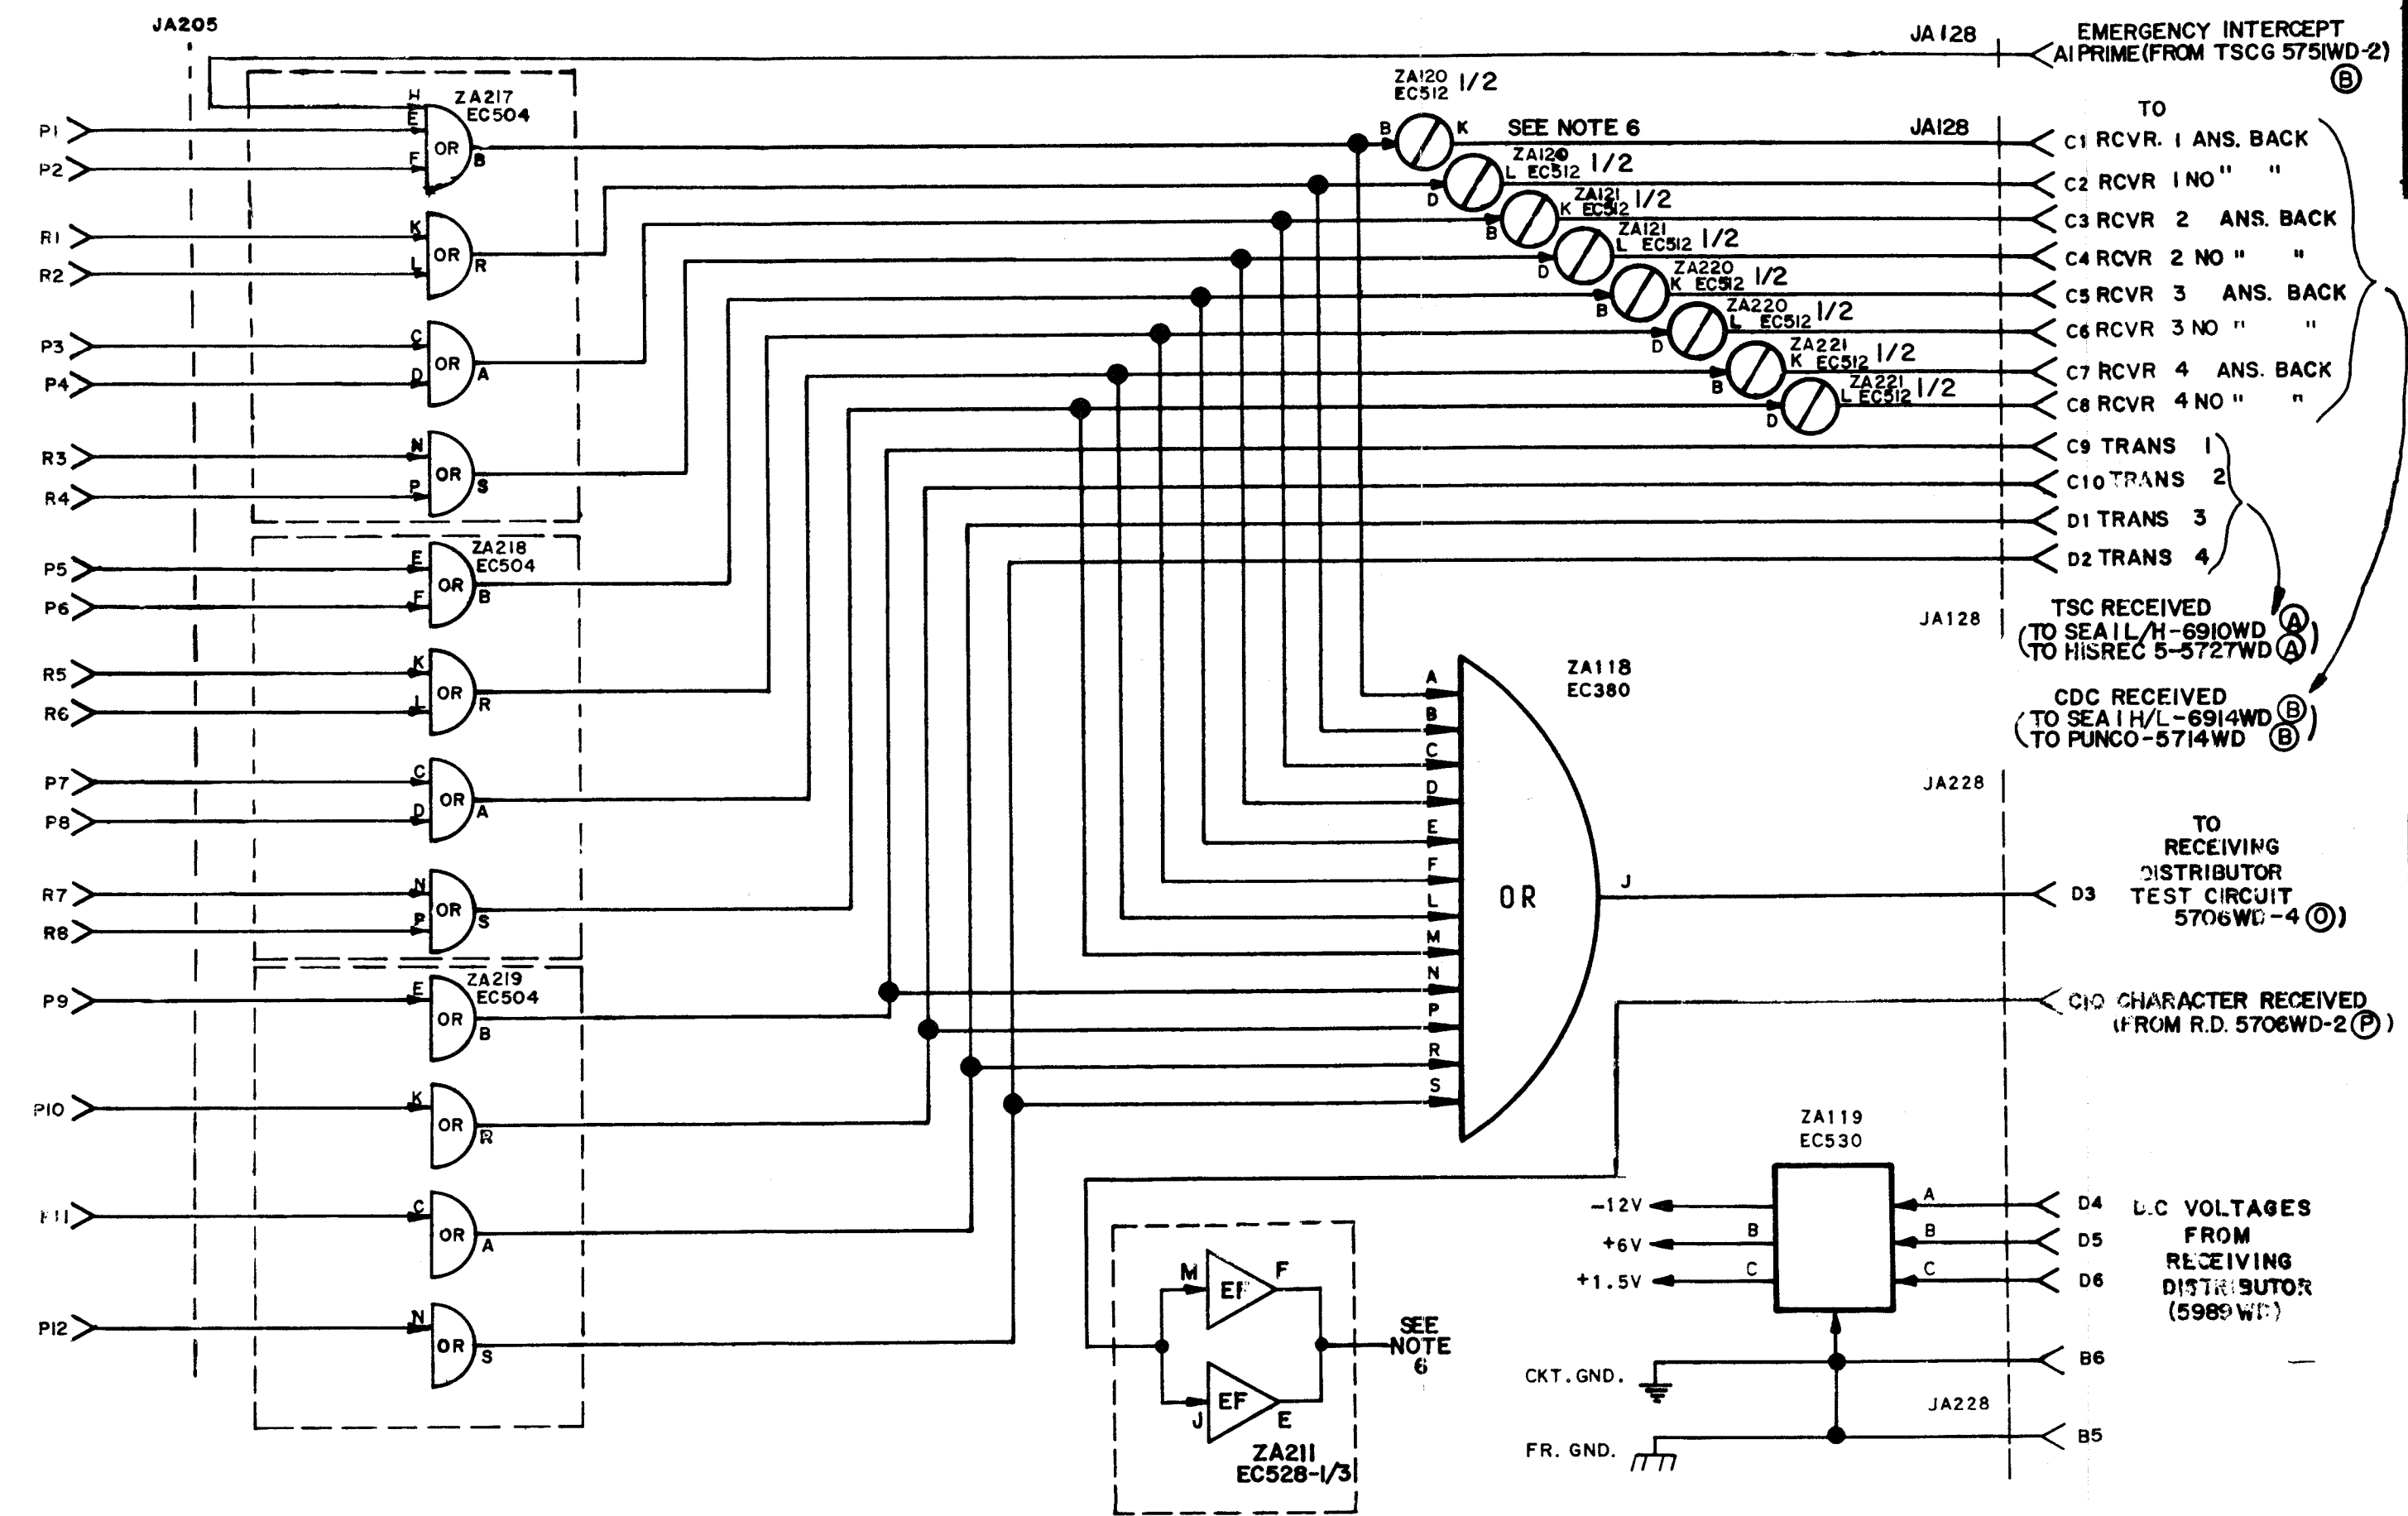 JA205
JA128
EMERGENCY INTERCEPT
A1PRIME(FROM TSCG 5751WD-2)
B
ZA120 1/2
EC512
TO
H
ZA217
EC504
P1
E
P2
F
OR
B
B
K
SEE NOTE 6
JA128
C1 RCVR. 1 ANS. BACK
ZA120 1/2
L EC512
D
C2 RCVR 1 NO " "
R1
K
R2
L
OR
R
ZA121 1/2
K EC512
B
C3 RCVR 2 ANS. BACK
ZA121
L EC512 1/2
D
C4 RCVR 2 NO " "
ZA220
K EC512 1/2
B
C5 RCVR 3 ANS. BACK
P3
C
P4
D
OR
A
ZA220
L EC512 1/2
D
C6 RCVR 3 NO " "
ZA221
K EC512 1/2
B
C7 RCVR 4 ANS. BACK
ZA221 1/2
L EC512
D
C8 RCVR 4 NO " "
R3
N
R4
P
OR
S
C9 TRANS 1
C10 TRANS 2
D1 TRANS 3
D2 TRANS 4
P5
E
ZA218
EC504
P6
F
OR
B
JA128
TSC RECEIVED
(TO SEA1L/H-6910WD A
TO HISREC 5-5727WD A)
R5
K
R6
L
OR
R
ZA118
EC380
CDC RECEIVED
(TO SEA1H/L-6914WD B
TO PUNCO-5714WD B)
A
B
C
D
E
F
L
M
N
P
R
S
OR
J
P7
C
P8
D
OR
A
JA228
TO
RECEIVING
DISTRIBUTOR
TEST CIRCUIT
5706WD-4 O)
D3
R7
N
R8
P
OR
S
P9
E
ZA219
EC504
OR
B
C10 CHARACTER RECEIVED
(FROM R.D. 5706WD-2 P)
P10
K
OR
R
ZA119
EC530
-12V
A
D4
D.C VOLTAGES
+6V
B
B
D5
FROM
+1.5V
C
C
D6
RECEIVING
DISTRIBUTOR
(5989WD)
C
OR
A
M
EF
F
SEE
NOTE
6
J
EF
E
ZA211
EC528-1/3
P12
N
OR
S
CKT. GND.
B6
JA228
FR. GND.
B5